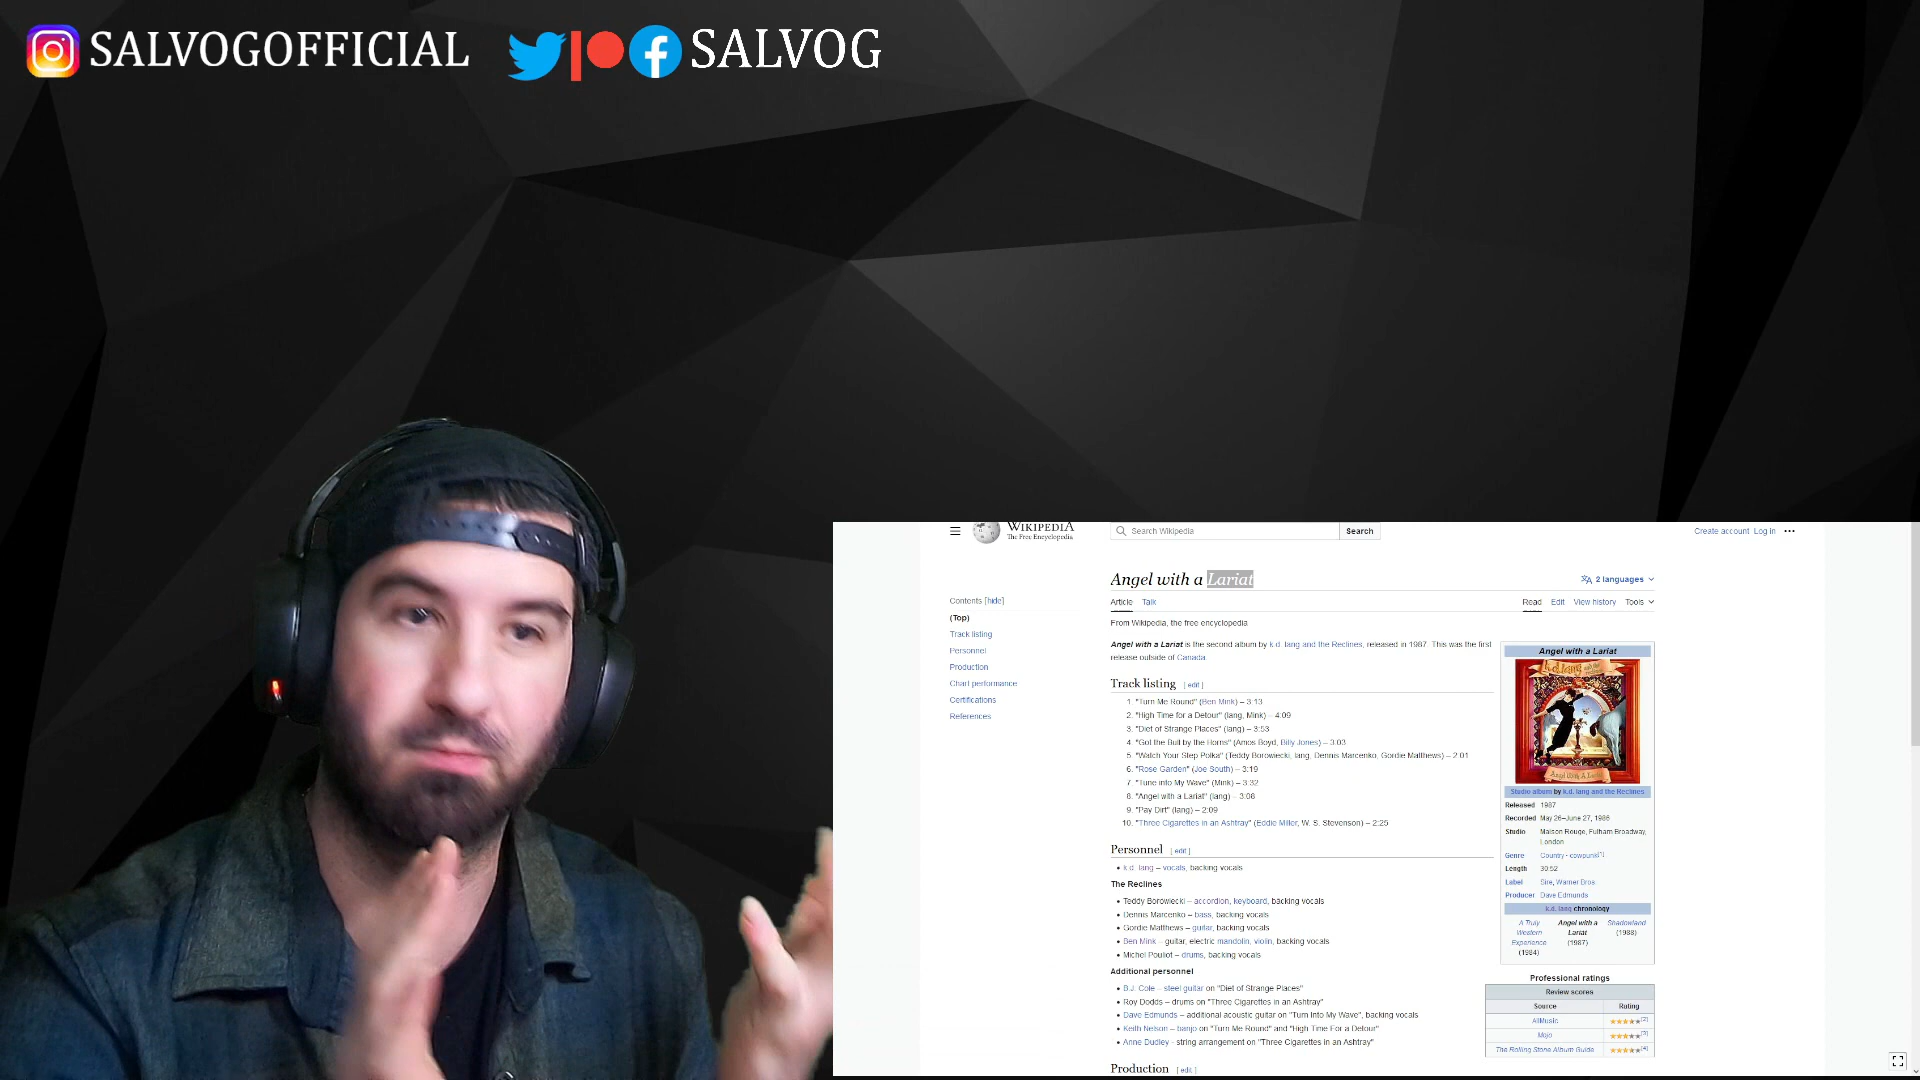 SALVOGOFFICIAL SALVOG
WIKIPEDIA
The Free Encyclopedia
Search Wikipedia Search
Create account Log in
Angel with a Lariat
2 languages
Article Talk
Read Edit View history Tools
From Wikipedia, the free encyclopedia
Contents [hide]
(Top)
Track listing
Personnel
Production
Chart performance
Certifications
References
Angel with a Lariat is the second album by k.d. lang and the Reclines, released in 1987. This was the first
release outside of Canada.
Track listing [ edit ]
1. "Turn Me Round" (Ben Mink) – 3:13
2. "High Time for a Detour" (lang, Mink) – 4:09
3. "Diet of Strange Places" (lang) – 3:53
4. "Got the Bull by the Horns" (Amos Boyd, Billy Jones) – 3:03
5. "Watch Your Step Polka" (Teddy Borowiecki, lang, Dennis Marcenko, Gordie Matthews) – 2:01
6. "Rose Garden" (Joe South) – 3:19
7. "Tune into My Wave" (Mink) – 3:32
8. "Angel with a Lariat" (lang) – 3:08
9. "Pay Dirt" (lang) – 2:09
10. "Three Cigarettes in an Ashtray" (Eddie Miller, W. S. Stevenson) – 2:25
Personnel [ edit ]
• k.d. lang – vocals, backing vocals
The Reclines
• Teddy Borowiecki – accordion, keyboard, backing vocals
• Dennis Marcenko – bass, backing vocals
• Gordie Matthews – guitar, backing vocals
• Ben Mink – guitar, electric mandolin, violin, backing vocals
• Michel Pouliot – drums, backing vocals
Additional personnel
• B.J. Cole – steel guitar on "Diet of Strange Places"
• Roy Dodds – drums on "Three Cigarettes in an Ashtray"
• Dave Edmunds – additional acoustic guitar on "Turn into My Wave", backing vocals
• Keith Nelson – banjo on "Turn Me Round" and "High Time For a Detour"
• Anne Dudley - string arrangement on "Three Cigarettes in an Ashtray"
Production [ edit ]
Angel with a Lariat
k.d. lang and the
Angel With A Lariat
Studio album by k.d. lang and the Reclines
Released 1987
Recorded May 26–June 27, 1986
Studio Maison Rouge, Fulham Broadway,
London
Genre Country · cowpunk[1]
Length 30:52
Label Sire, Warner Bros.
Producer Dave Edmunds
k.d. lang chronology
A Truly Western Experience (1984)
Angel with a Lariat (1987)
Shadowland (1988)
Professional ratings
Review scores
Source Rating
AllMusic [2]
Mojo [3]
The Rolling Stone Album Guide [4]